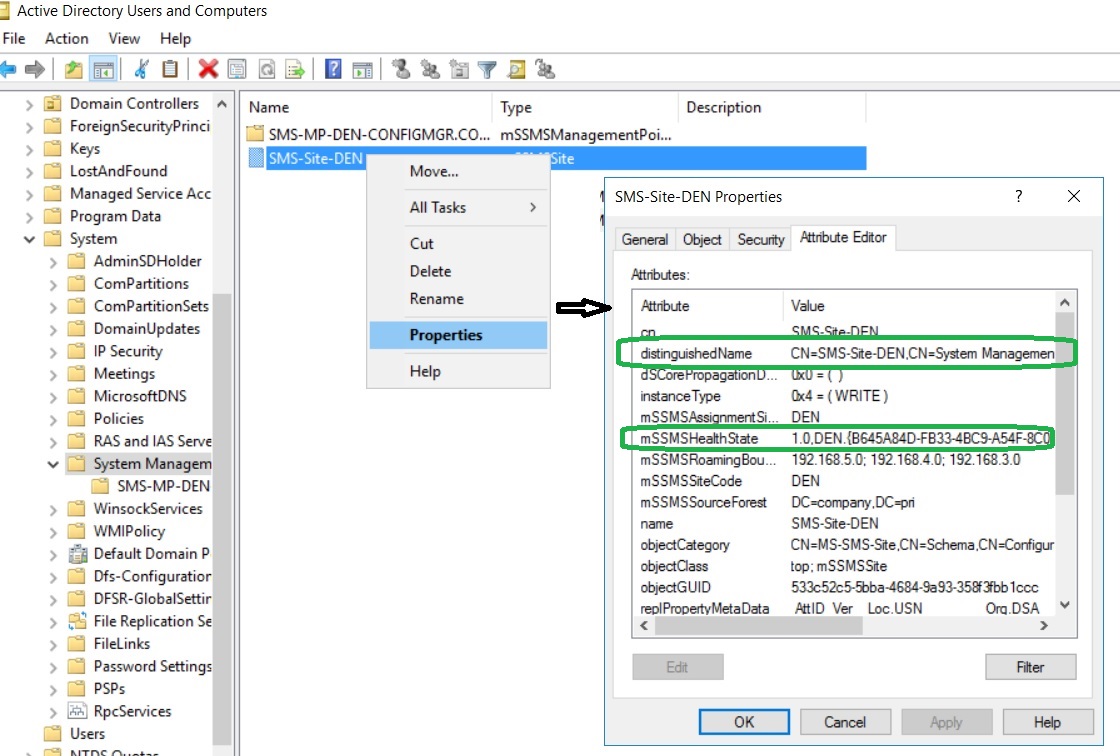 Active Directory Users and Computers
File Action View Help
Domain Controllers
ForeignSecurityPrinci
Keys
LostAndFound
Managed Service Acc
Program Data
System
AdminSDHolder
ComPartitions
ComPartitionSets
DomainUpdates
IP Security
Meetings
MicrosoftDNS
Policies
RAS and IAS Serve
System Managem
SMS-MP-DEN
WinsockServices
WMIPolicy
Default Domain P
Dfs-Configuration
DFSR-GlobalSettin
File Replication Se
FileLinks
Password Settings
PSPs
RpcServices
Users
NTDS Quotas
Name Type Description
SMS-MP-DEN-CONFIGMGR.CO... mSSMSManagementPoi...
SMS-Site-DEN SSMSSite
Move...
All Tasks
Cut
Delete
Rename
Properties
Help
SMS-Site-DEN Properties ?
General Object Security Attribute Editor
Attributes:
Attribute Value
cn SMS-Site-DEN
distinguishedName CN=SMS-Site-DEN,CN=System Managemen
dSCorePropagationD... 0x0 = ( )
instanceType 0x4 = ( WRITE )
mSSMSAssignmentSi... DEN
mSSMSHealthState 1.0,DEN.{B645A84D-FB33-4BC9-A54F-8C0
mSSMSRoamingBou... 192.168.5.0; 192.168.4.0; 192.168.3.0
mSSMSSiteCode DEN
mSSMSSourceForest DC=company,DC=pri
name SMS-Site-DEN
objectCategory CN=MS-SMS-Site,CN=Schema,CN=Configur
objectClass top; mSSMSSite
objectGUID 533c52c5-5bba-4684-9a93-358f3fbb1ccc
replPropertyMetaData AttID Ver Loc.USN Org.DSA
Edit Filter
OK Cancel Apply Help